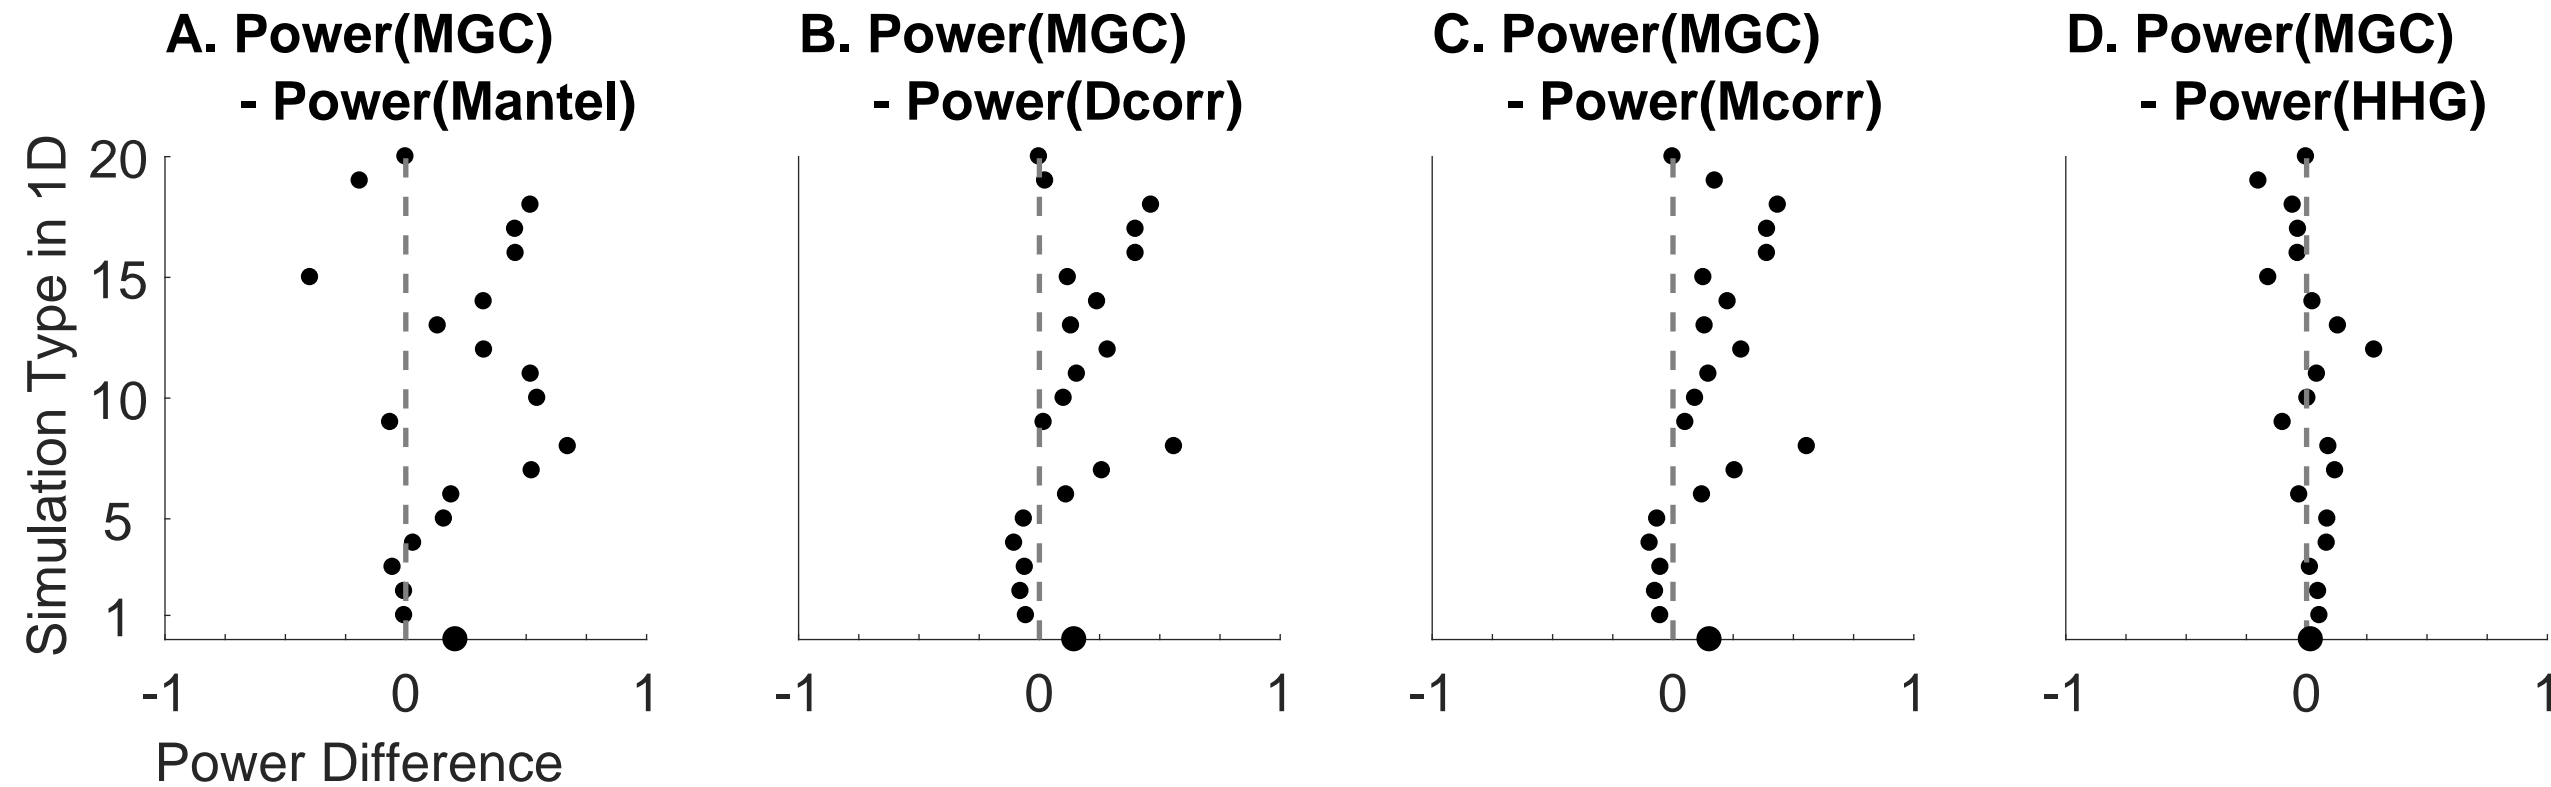 A. Power(MGC)
- Power(Mantel)
B. Power(MGC)
- Power(Dcorr)
C. Power(MGC)
- Power(Mcorr)
D. Power(MGC)
- Power(HHG)
Simulation Type in 1D
20
15
10
5
1
-1 0 1
-1 0 1
-1 0 1
-1 0 1
Power Difference